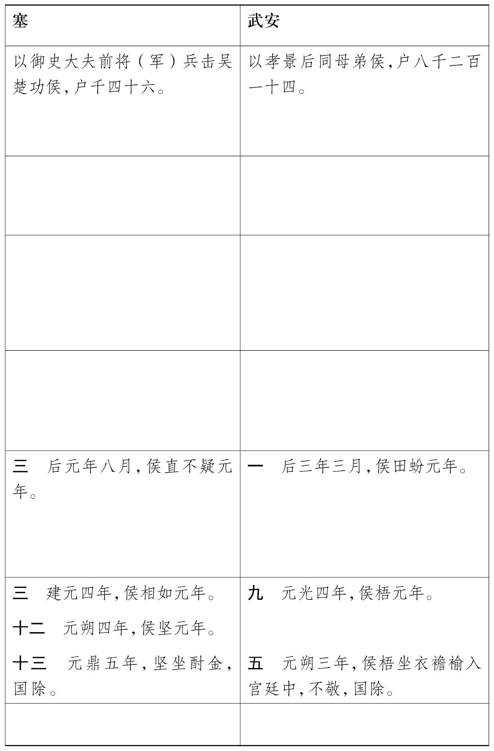 塞
武安
以御史大夫前将（军）兵击吴
楚功侯，户千四十六。
以孝景后同母弟侯，户八千二百
一十四。
三 后元年八月，侯直不疑元
年。
一 后三年三月，侯田蚡元年。
三 建元四年，侯相如元年。
十二 元朔四年，侯坚元年。
十三 元鼎五年，坚坐酎金，
国除。
九 元光四年，侯梧元年。
五 元朔三年，侯梧坐衣襜褕入
宫廷中，不敬，国除。